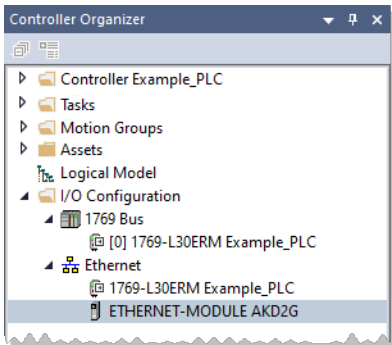 Controller Organizer
Controller Example_PLC
Tasks
Motion Groups
Assets
Logical Model
I/O Configuration
1769 Bus
[0] 1769-L30ERM Example_PLC
Ethernet
1769-L30ERM Example_PLC
ETHERNET-MODULE AKD2G